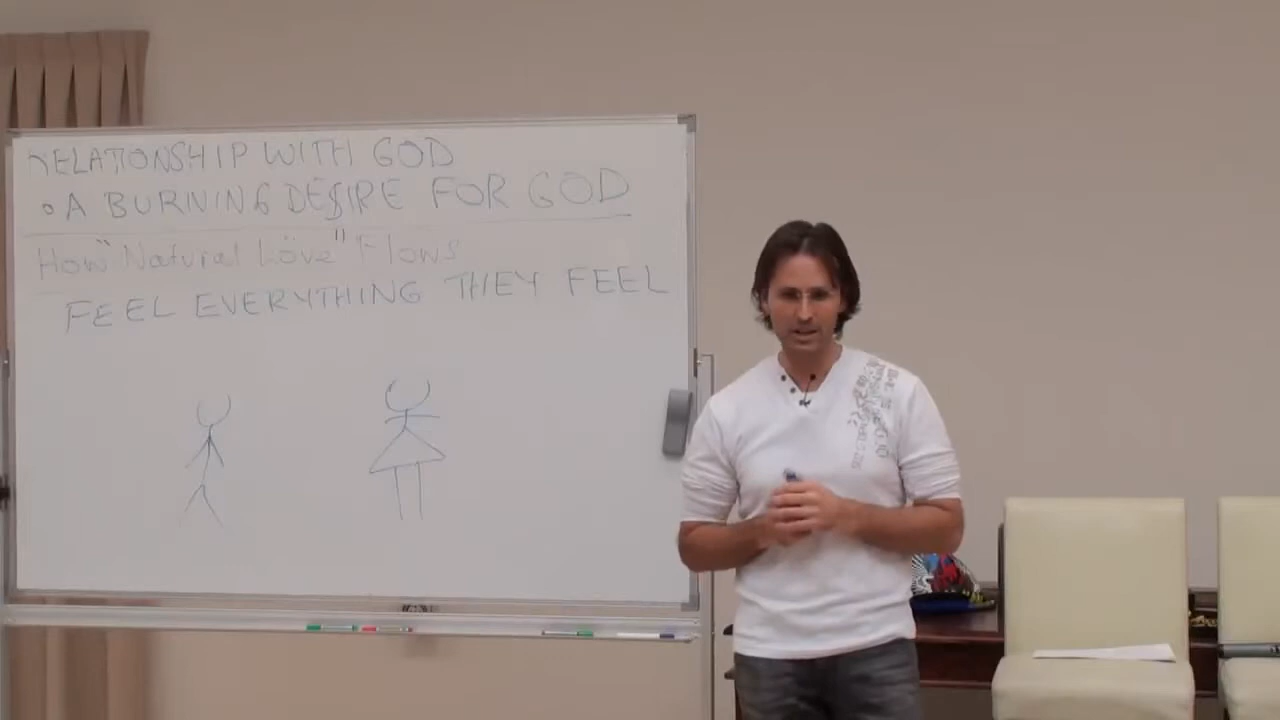 RELATIONSHIP WITH GOD
• A BURNING DESIRE FOR GOD
How "Natural Love" Flows
FEEL EVERYTHING THEY FEEL